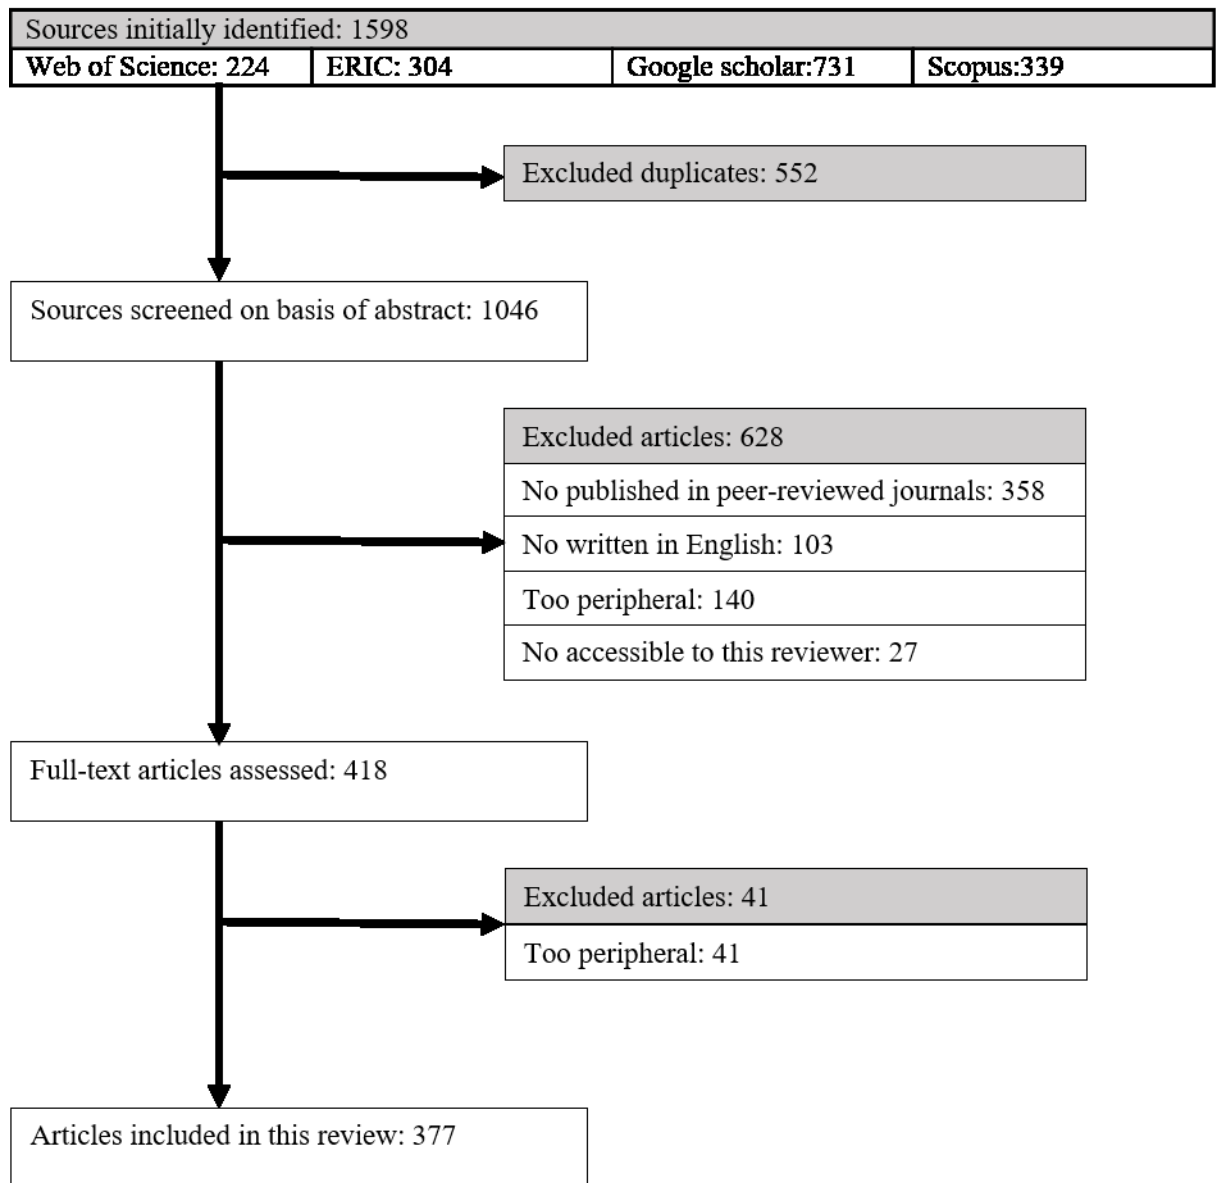 Sources initially identified: 1598
Web of Science: 224 ERIC: 304 Google scholar:731 Scopus:339
Excluded duplicates: 552
Sources screened on basis of abstract: 1046
Excluded articles: 628
No published in peer-reviewed journals: 358
No written in English: 103
Too peripheral: 140
No accessible to this reviewer: 27
Full-text articles assessed: 418
Excluded articles: 41
Too peripheral: 41
Articles included in this review: 377